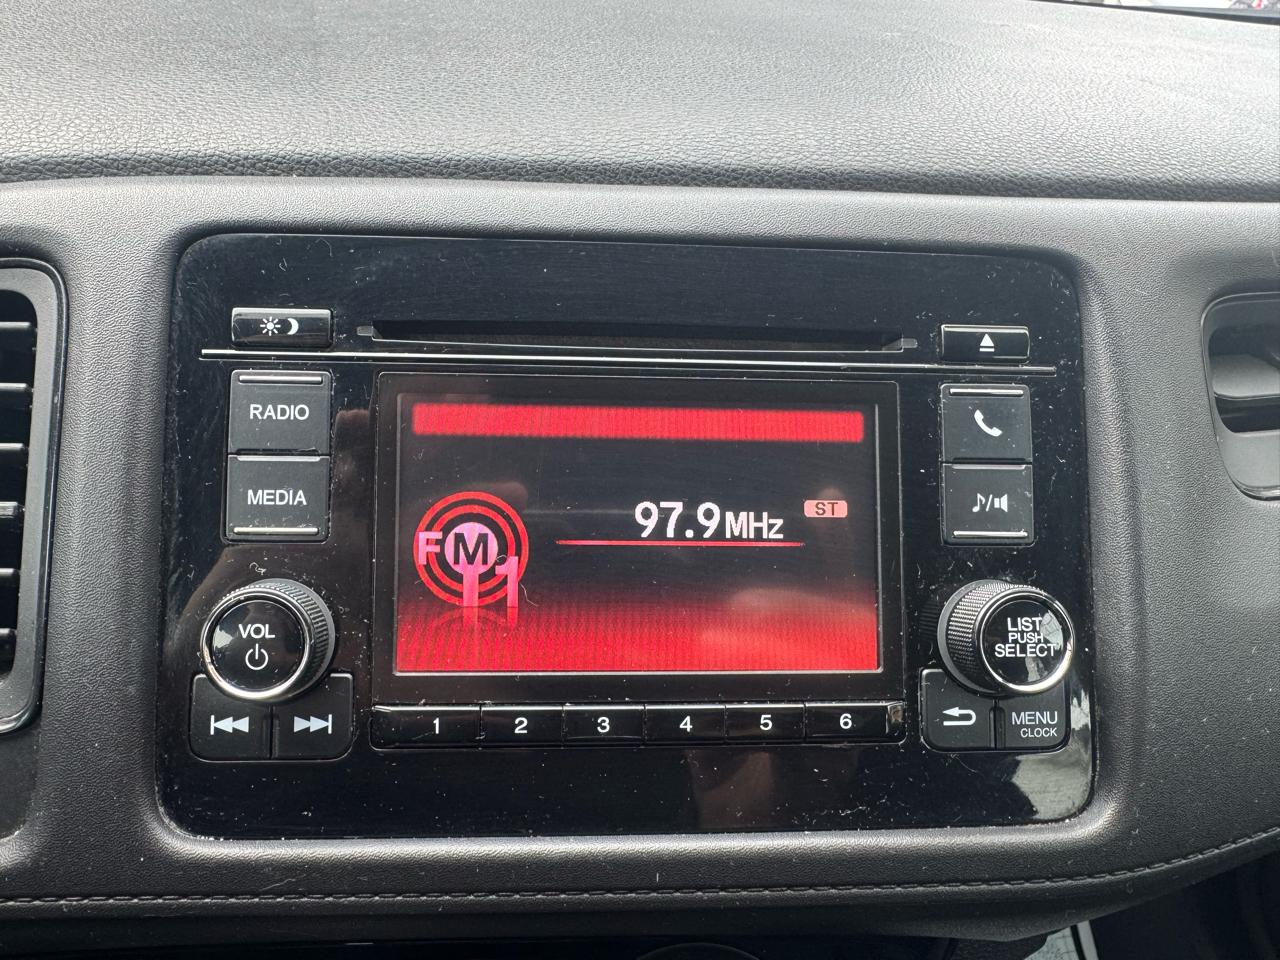 RADIO
MEDIA
97.9MHz
ST
FM
1
VOL
LIST
PUSH
SELECT
1 2 3 4 5 6
MENU
CLOCK